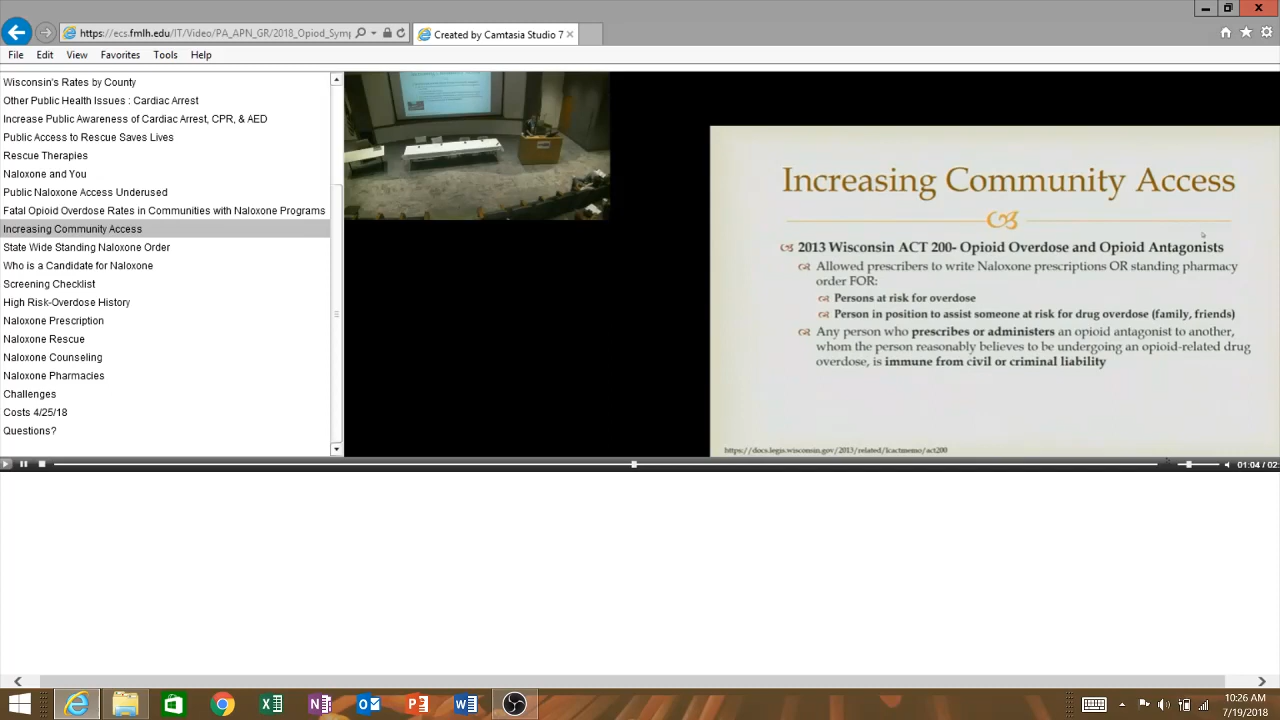 https://ecs.fmlh.edu/IT/Video/PA_APN_GR/2018_Opiod_Symp
Created by Camtasia Studio 7
File Edit View Favorites Tools Help
Wisconsin's Rates by County
Other Public Health Issues : Cardiac Arrest
Increase Public Awareness of Cardiac Arrest, CPR, & AED
Public Access to Rescue Saves Lives
Rescue Therapies
Naloxone and You
Public Naloxone Access Underused
Fatal Opioid Overdose Rates in Communities with Naloxone Programs
Increasing Community Access
State Wide Standing Naloxone Order
Who is a Candidate for Naloxone
Screening Checklist
High Risk-Overdose History
Naloxone Prescription
Naloxone Rescue
Naloxone Counseling
Naloxone Pharmacies
Challenges
Costs 4/25/18
Questions?
Increasing Community Access
2013 Wisconsin ACT 200- Opioid Overdose and Opioid Antagonists
Allowed prescribers to write Naloxone prescriptions OR standing pharmacy
order FOR:
Persons at risk for overdose
Person in position to assist someone at risk for drug overdose (family, friends)
Any person who prescribes or administers an opioid antagonist to another,
whom the person reasonably believes to be undergoing an opioid-related drug
overdose, is immune from civil or criminal liability
https://docs.legis.wisconsin.gov/2013/related/lcactmemo/act200
01:04 / 02:
10:26 AM
7/19/2018